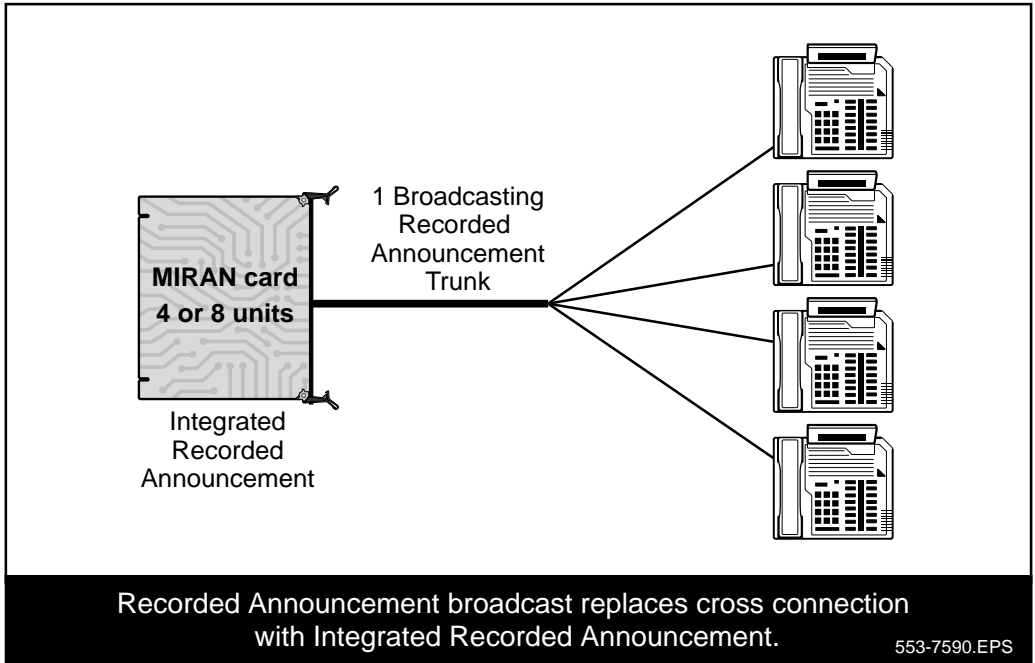 MIRAN card
4 or 8 units
1 Broadcasting
Recorded
Announcement
Trunk
Integrated
Recorded
Announcement
Recorded Announcement broadcast replaces cross connection
with Integrated Recorded Announcement.
553-7590.EPS